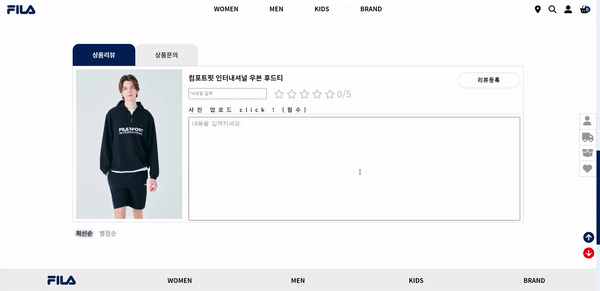 FILA WOMEN MEN KIDS BRAND
0
상품리뷰 상품문의
컴포트핏 인터내셔널 우븐 후드티 리뷰등록
닉네임 입력 0/5
사진 업로드 click ! (필수)
내용을 입력하세요.
FILA SPORT
최신순 별점순
FILA WOMEN MEN KIDS BRAND